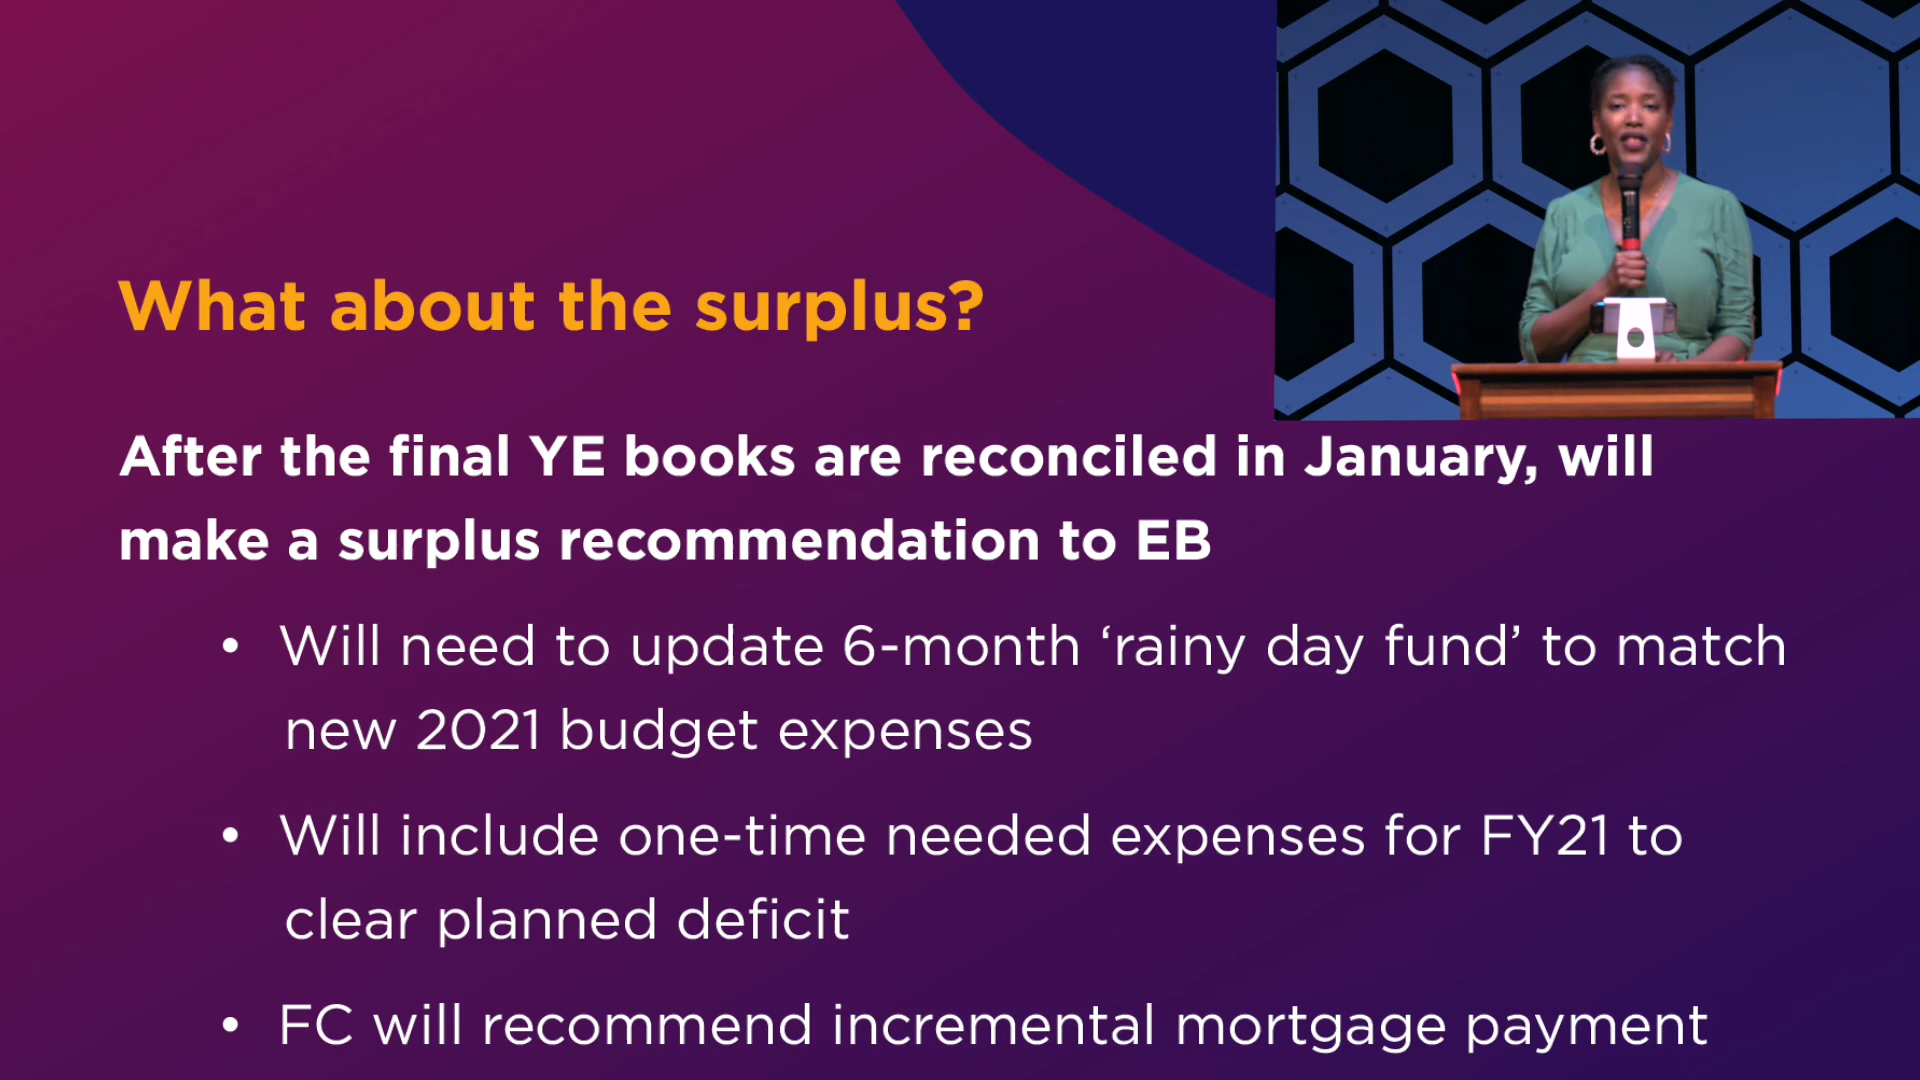 What about the surplus?
After the final YE books are reconciled in January, will
make a surplus recommendation to EB
• Will need to update 6-month ‘rainy day fund’ to match
new 2021 budget expenses
• Will include one-time needed expenses for FY21 to
clear planned deficit
• FC will recommend incremental mortgage payment